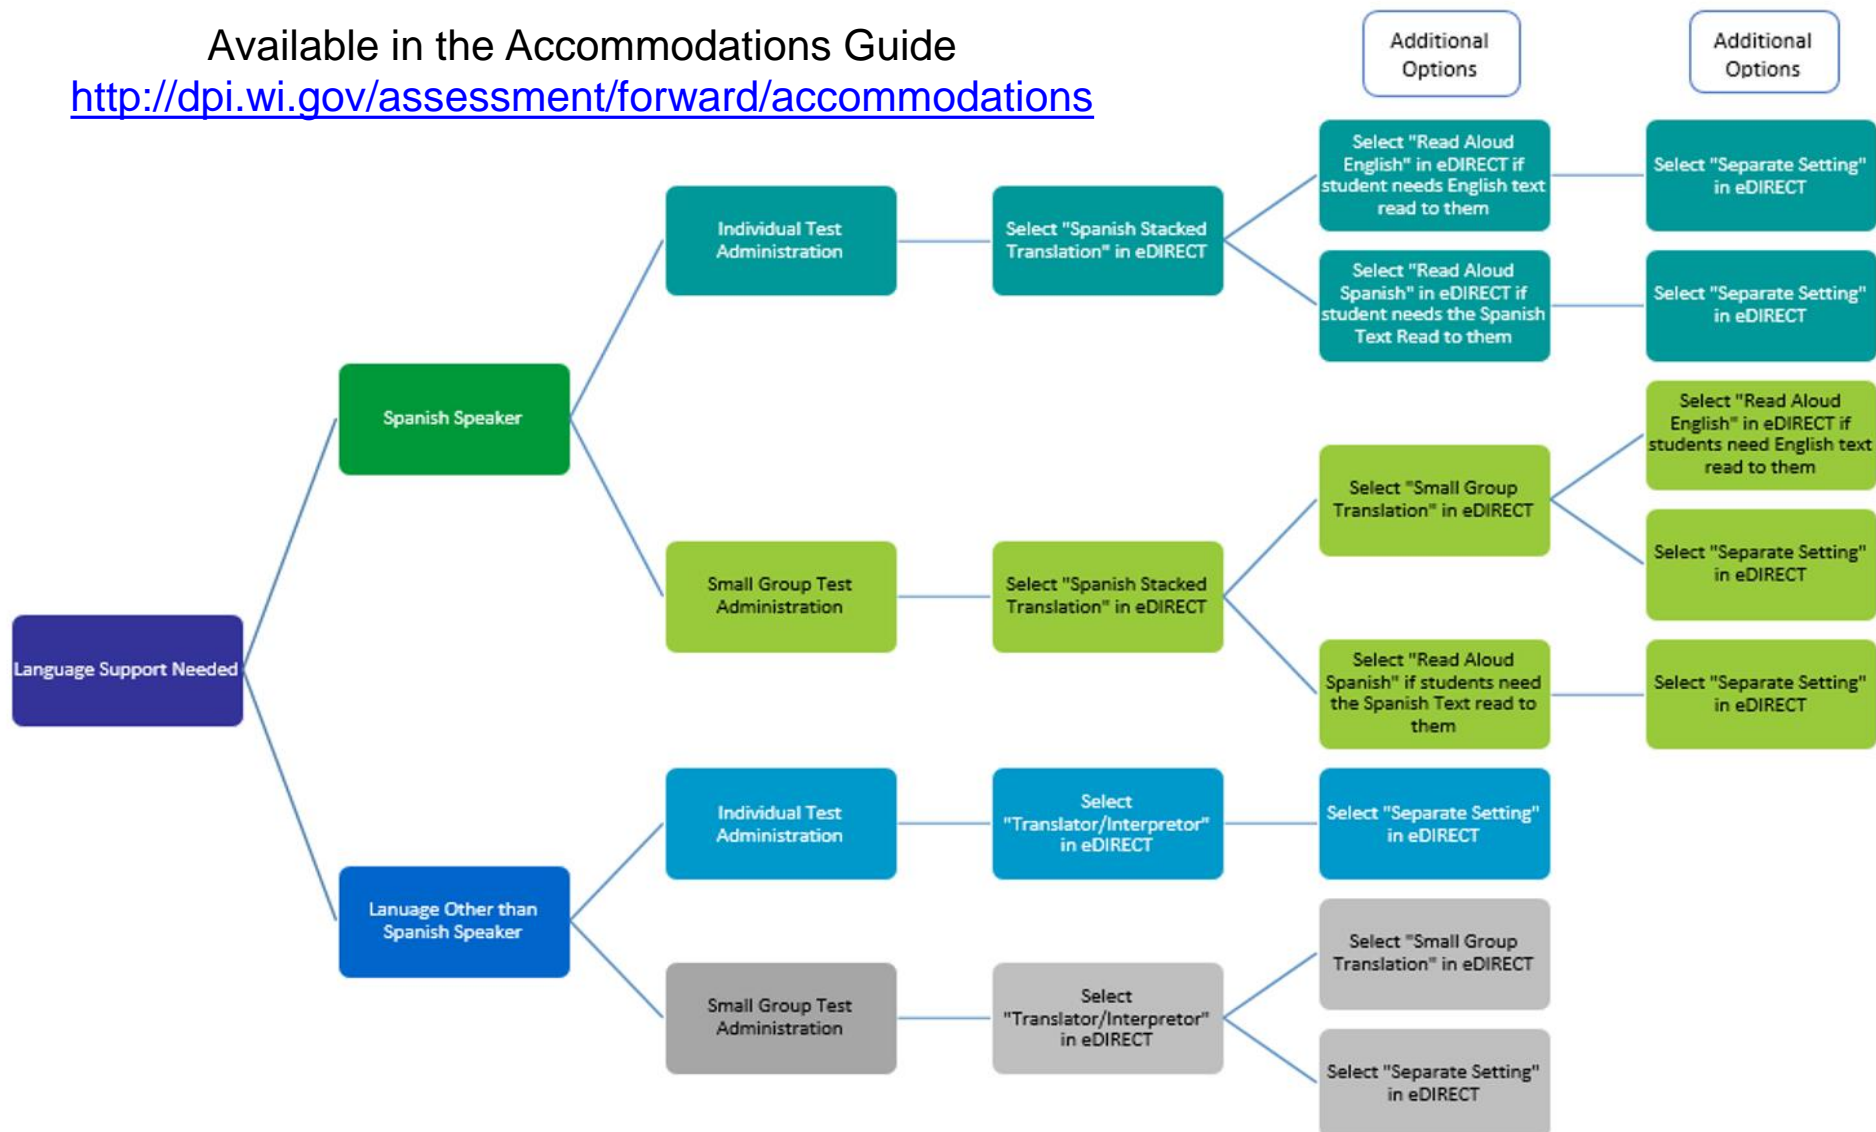 Available in the Accommodations Guide
http://dpi.wi.gov/assessment/forward/accommodations
Additional
Options
Additional
Options
Language Support Needed
Spanish Speaker
Individual Test
Administration
Select "Spanish Stacked
Translation" in eDIRECT
Select "Read Aloud
English" in eDIRECT if
student needs English text
read to them
Select "Separate Setting"
in eDIRECT
Select "Read Aloud
Spanish" in eDIRECT if
student needs the Spanish
Text Read to them
Select "Separate Setting"
in eDIRECT
Small Group Test
Administration
Select "Spanish Stacked
Translation" in eDIRECT
Select "Small Group
Translation" in eDIRECT
Select "Read Aloud
English" in eDIRECT if
students need English text
read to them
Select "Separate Setting"
in eDIRECT
Select "Read Aloud
Spanish" if students need
the Spanish Text read to
them
Select "Separate Setting"
in eDIRECT
Lanuage Other than
Spanish Speaker
Individual Test
Administration
Select
"Translator/Interpretor"
in eDIRECT
Select "Separate Setting"
in eDIRECT
Small Group Test
Administration
Select
"Translator/Interpretor"
in eDIRECT
Select "Small Group
Translation" in eDIRECT
Select "Separate Setting"
in eDIRECT